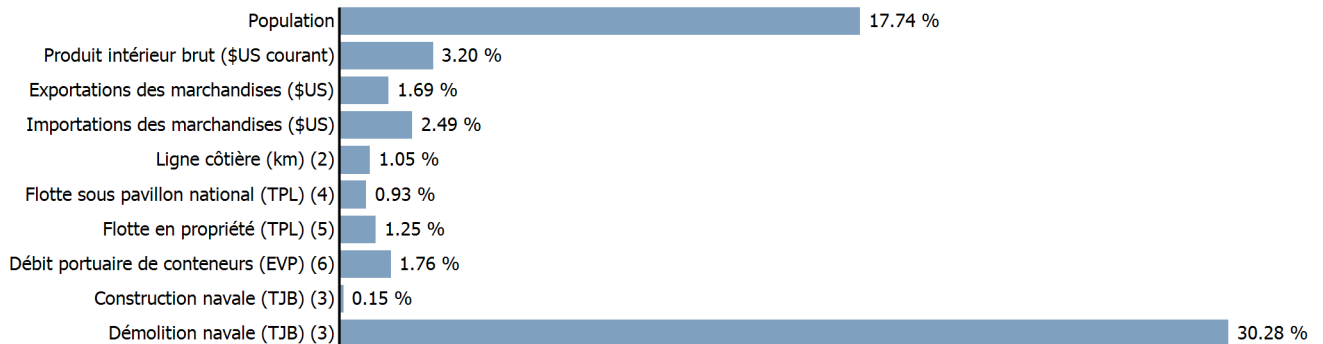 Population 17.74 %
Produit intérieur brut ($US courant) 3.20 %
Exportations des marchandises ($US) 1.69 %
Importations des marchandises ($US) 2.49 %
Ligne côtière (km) (2) 1.05 %
Flotte sous pavillon national (TPL) (4) 0.93 %
Flotte en propriété (TPL) (5) 1.25 %
Débit portuaire de conteneurs (EVP) (6) 1.76 %
Construction navale (TJB) (3) 0.15 %
Démolition navale (TJB) (3) 30.28 %